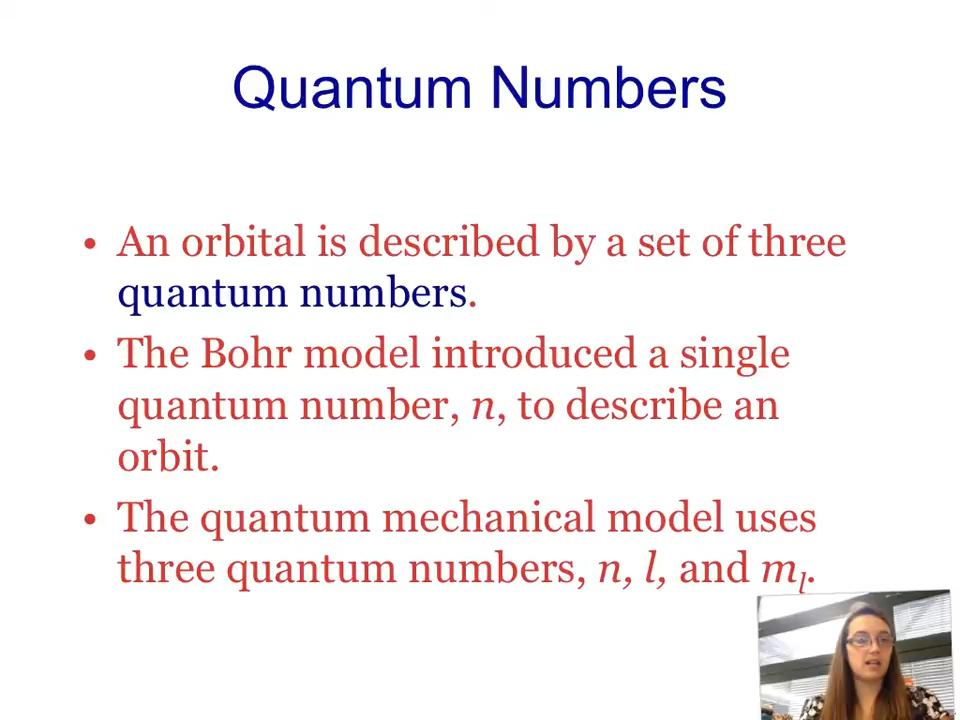 Quantum Numbers
• An orbital is described by a set of three
quantum numbers.
• The Bohr model introduced a single
quantum number, n, to describe an
orbit.
• The quantum mechanical model uses
three quantum numbers, n, l, and mₗ.